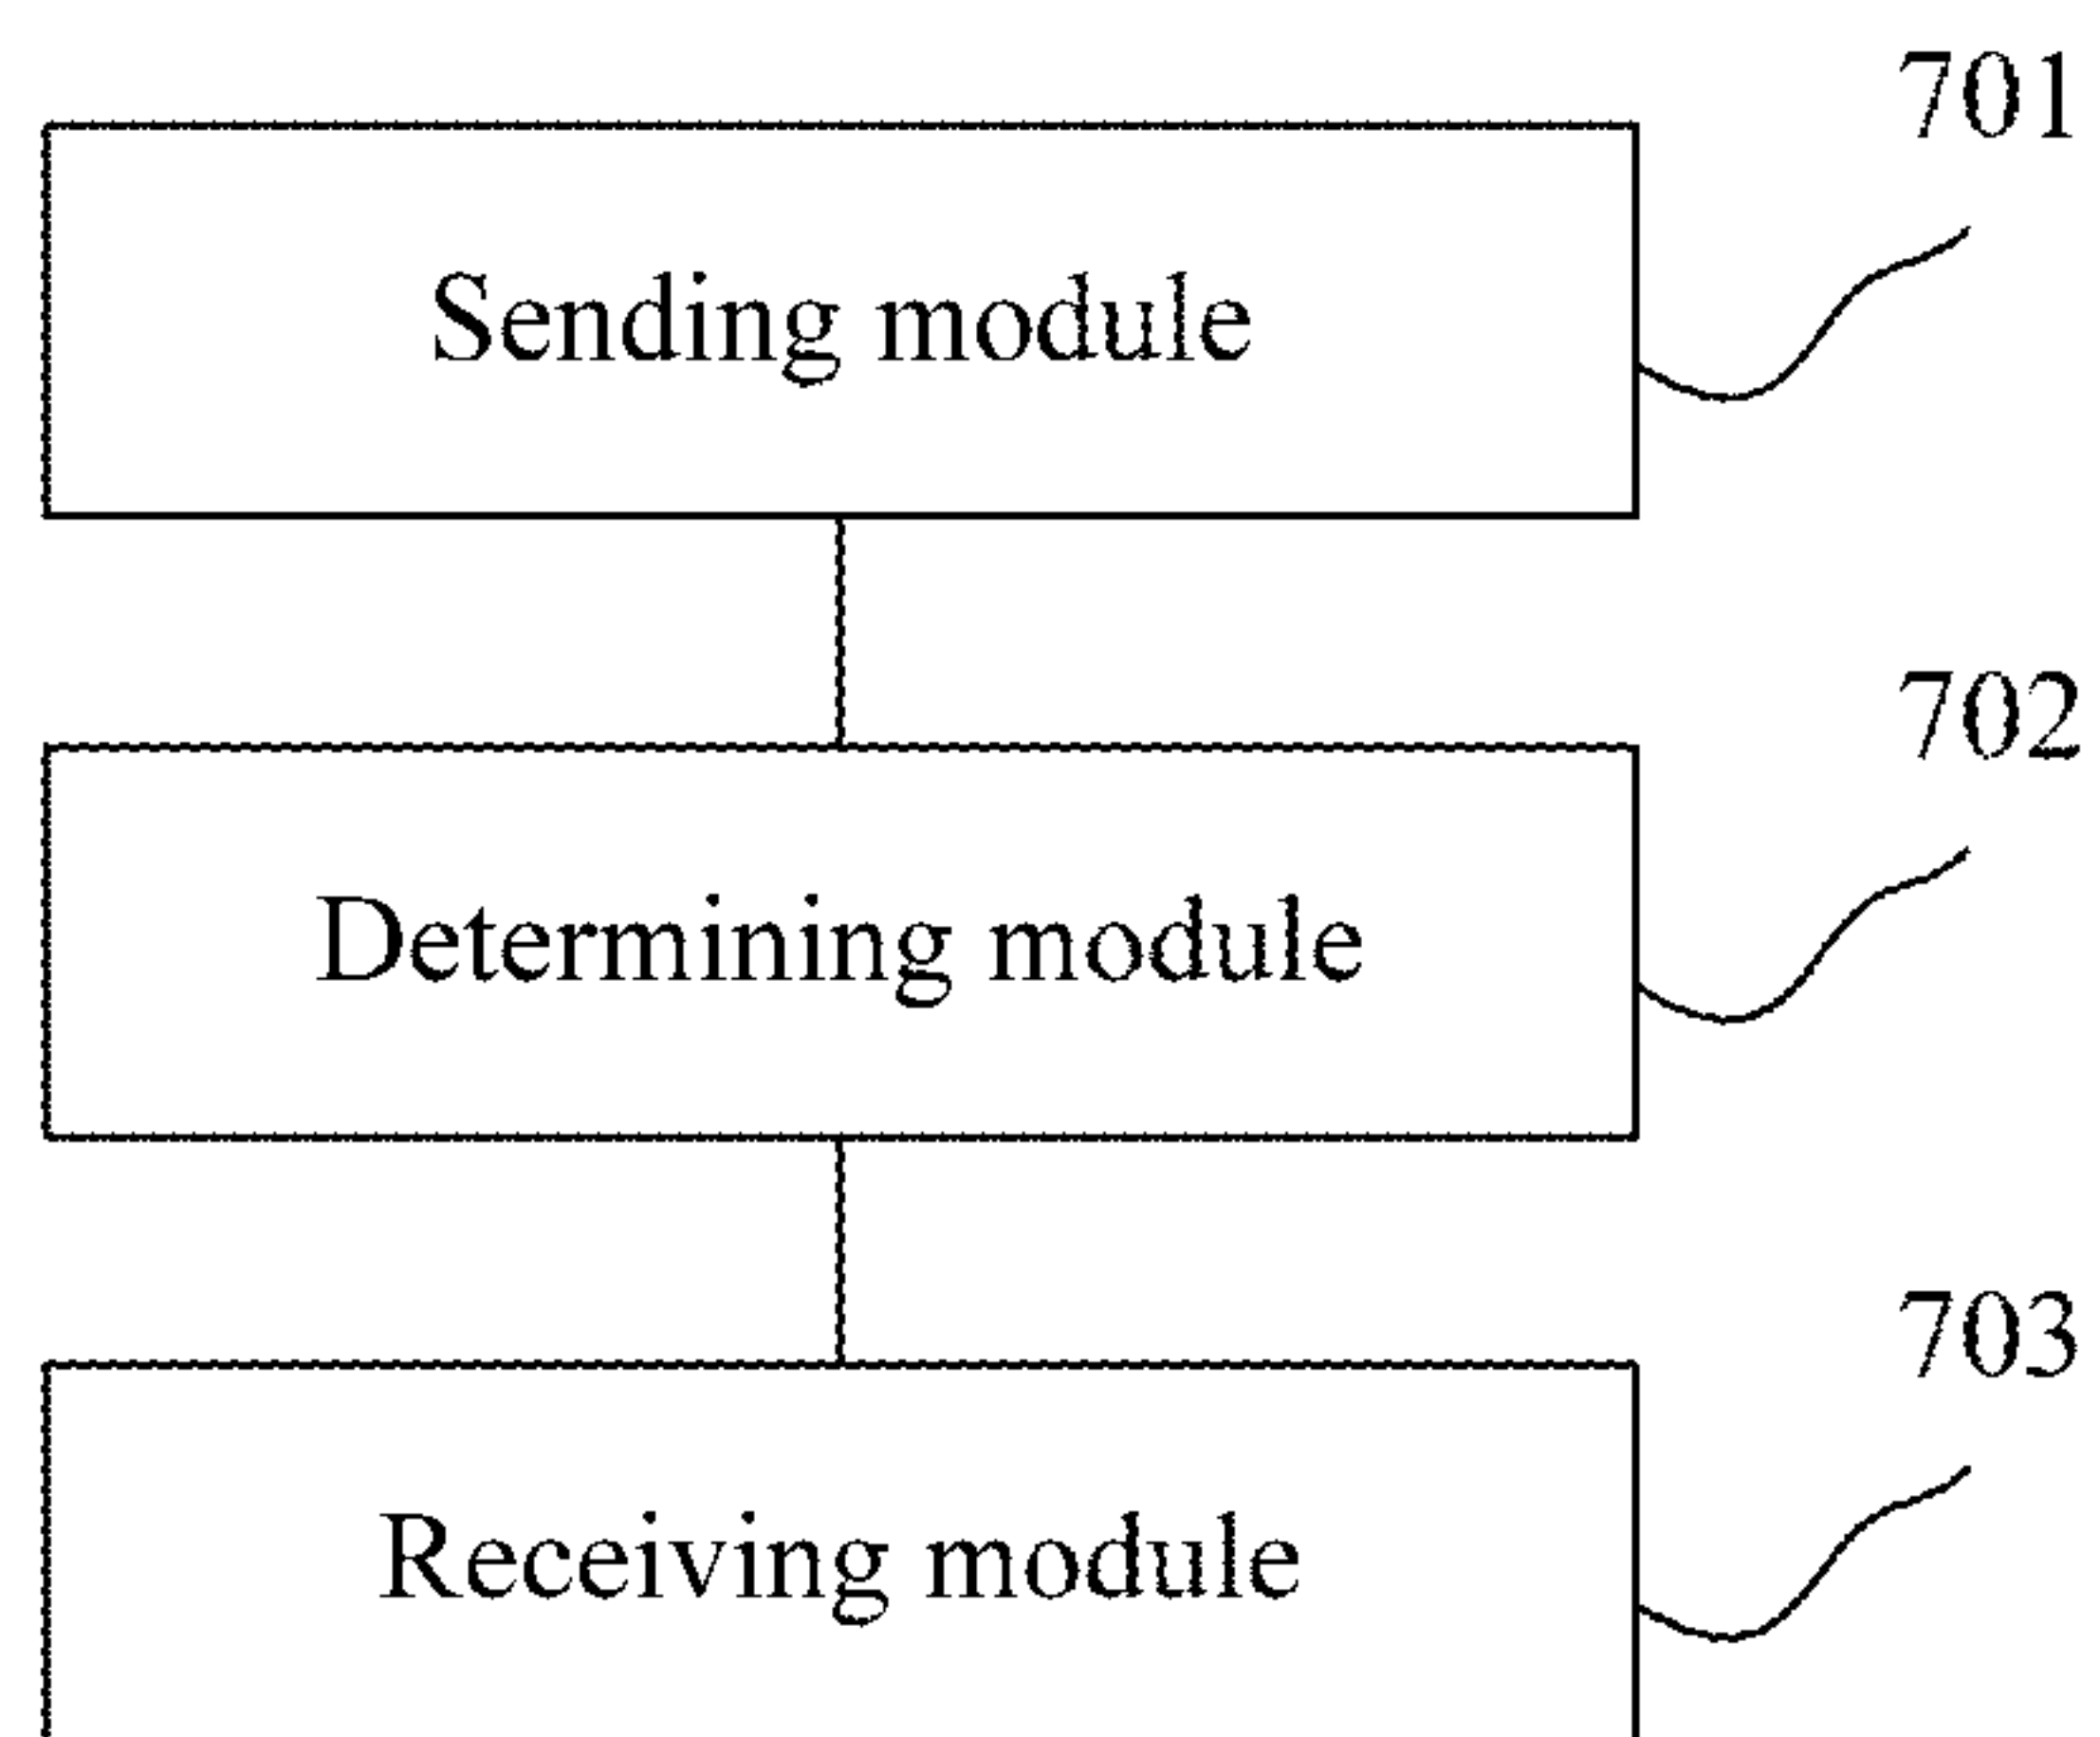 701
Sending module
702
Determining module
703
Receiving module